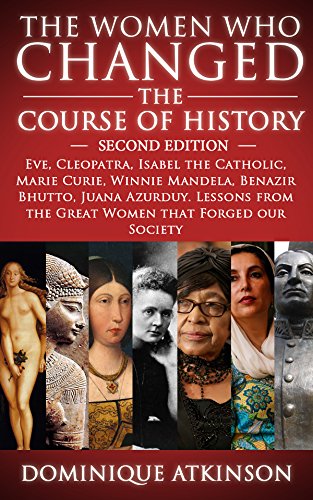 THE WOMEN WHO
CHANGED
THE
COURSE OF HISTORY
SECOND EDITION
EVE, CLEOPATRA, ISABEL THE CATHOLIC,
MARIE CURIE, WINNIE MANDELA, BENAZIR
BHUTTO, JUANA AZURDUY. LESSONS FROM
THE GREAT WOMEN THAT FORGED OUR
SOCIETY
DOMINIQUE ATKINSON